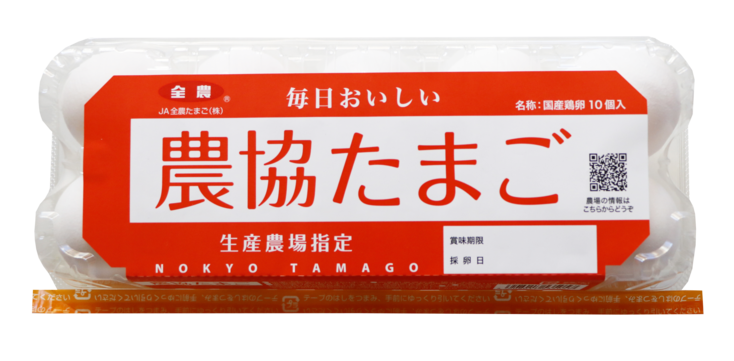 全農®
JA全農たまご(株)
毎日おいしい
名称:国産鶏卵10個入
農協たまご
農場の情報は
こちらからどうぞ
生産農場指定
賞味期限
採卵日
NOKYO TAMAGO